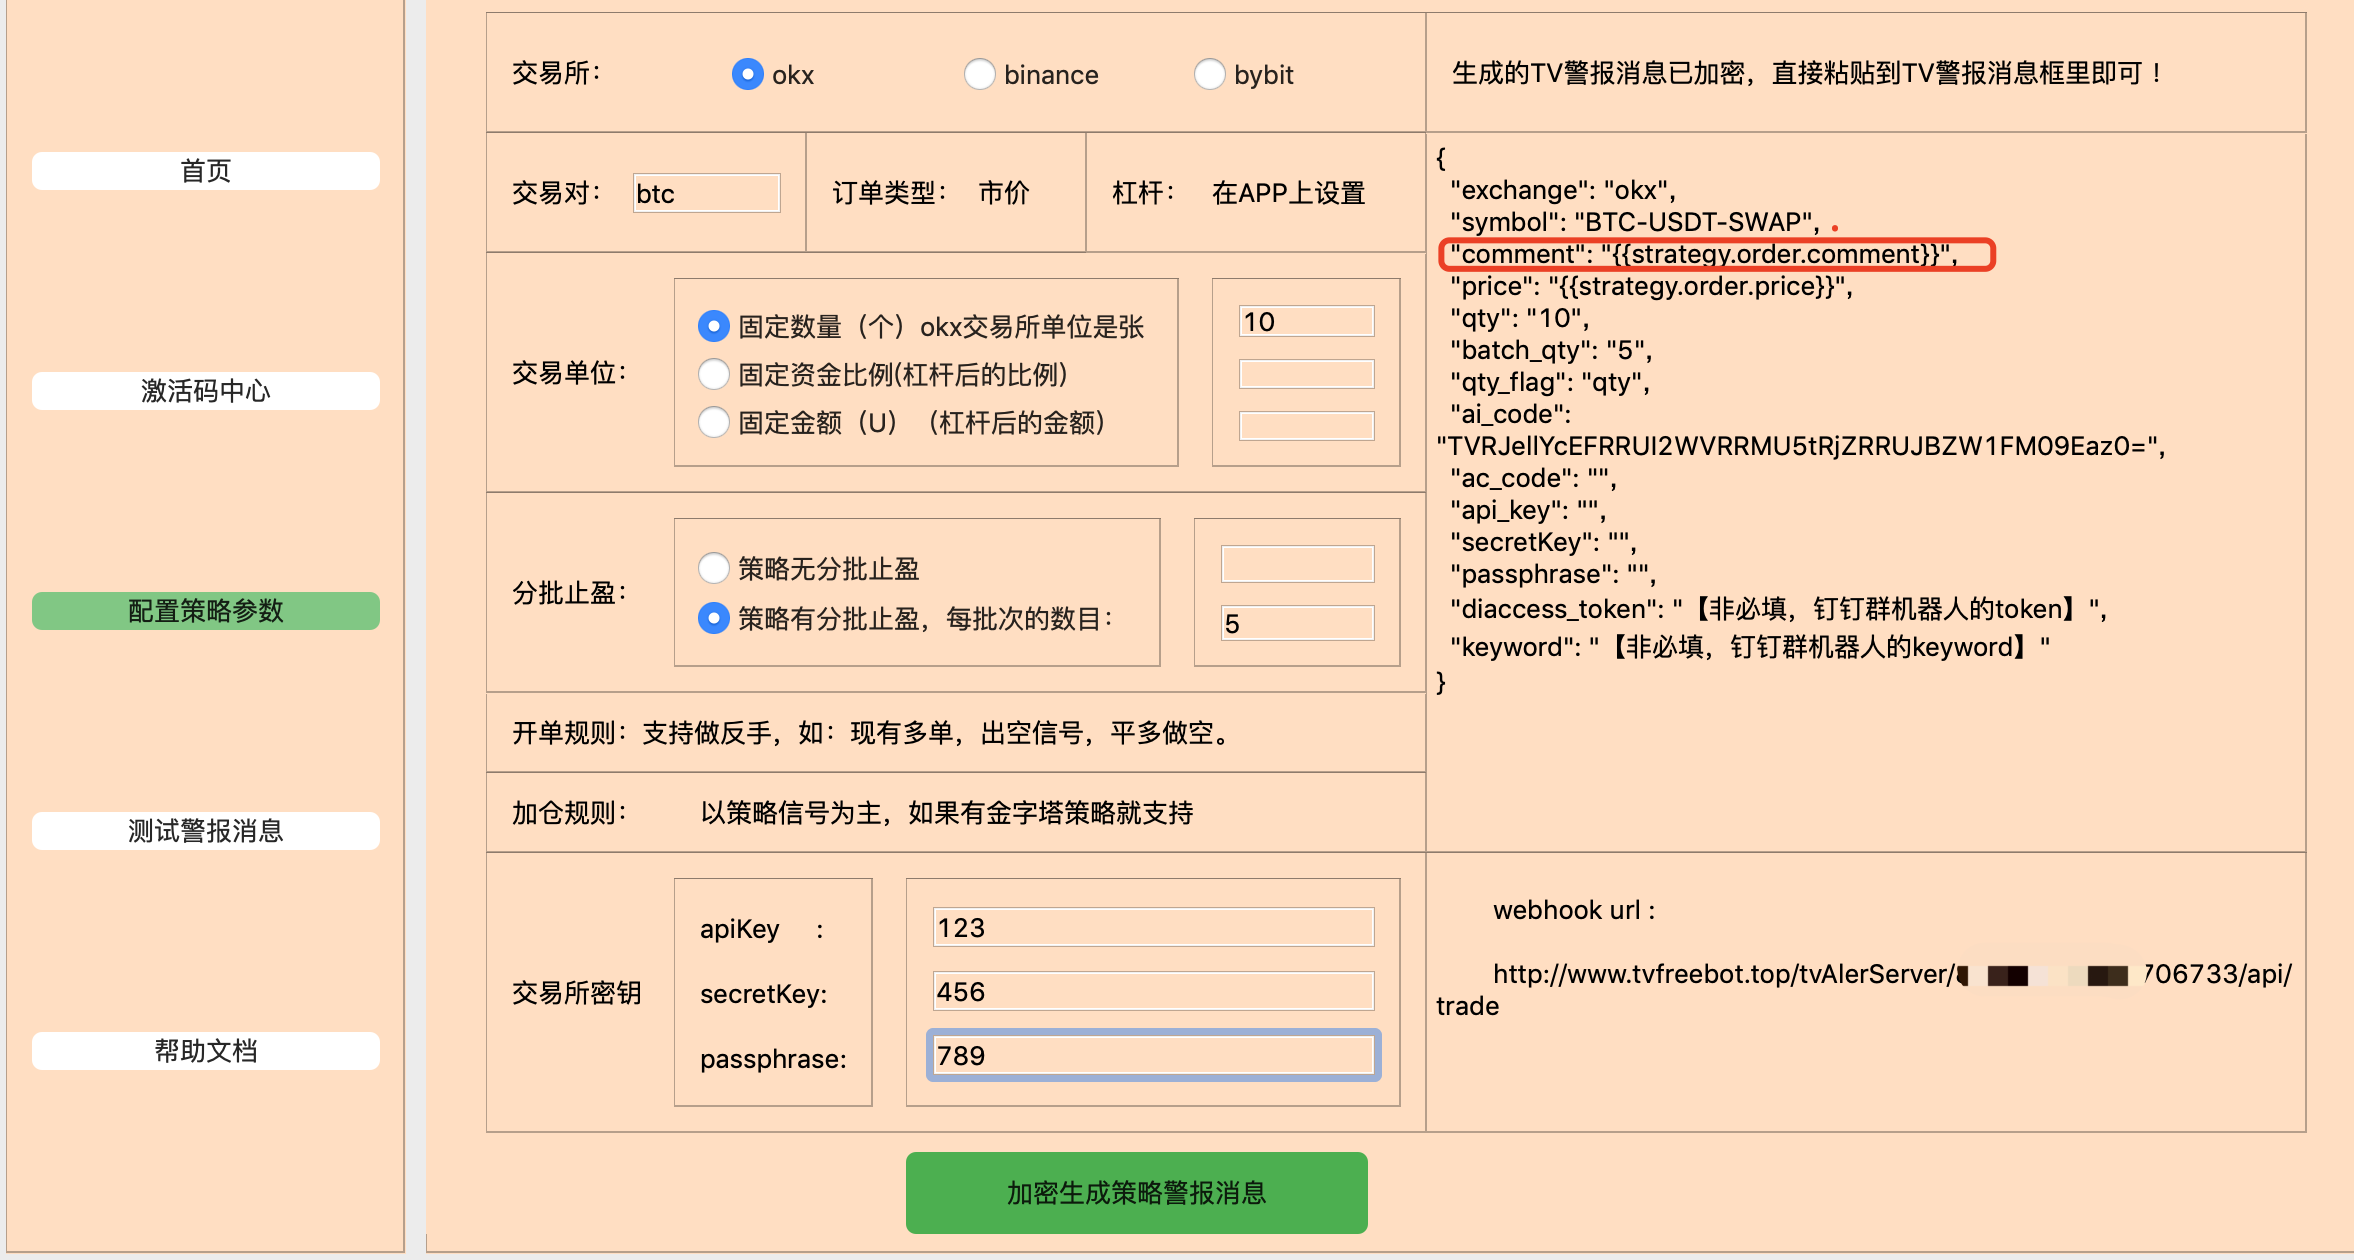 首页
激活码中心
配置策略参数
测试警报消息
帮助文档
交易所： okx binance bybit
交易对： btc 订单类型： 市价 杠杆： 在APP上设置
交易单位：
固定数量（个）okx交易所单位是张 10
固定资金比例(杠杆后的比例)
固定金额（U）（杠杆后的金额）
分批止盈：
策略无分批止盈
策略有分批止盈，每批次的数目： 5
开单规则：支持做反手，如：现有多单，出空信号，平多做空。
加仓规则： 以策略信号为主，如果有金字塔策略就支持
交易所密钥
apiKey : 123
secretKey: 456
passphrase: 789
加密生成策略警报消息
生成的TV警报消息已加密，直接粘贴到TV警报消息框里即可！
{
"exchange": "okx",
"symbol": "BTC-USDT-SWAP",
"comment": "{{strategy.order.comment}}",
"price": "{{strategy.order.price}}",
"qty": "10",
"batch_qty": "5",
"qty_flag": "qty",
"ai_code":
"TVRJellYcEFRRUI2WVRRMU5tRjZRRUJBZW1FM09Eaz0=",
"ac_code": "",
"api_key": "",
"secretKey": "",
"passphrase": "",
"diaccess_token": "【非必填，钉钉群机器人的token】",
"keyword": "【非必填，钉钉群机器人的keyword】"
}
webhook url :
http://www.tvfreebot.top/tvAlerServer/ 706733/api/
trade